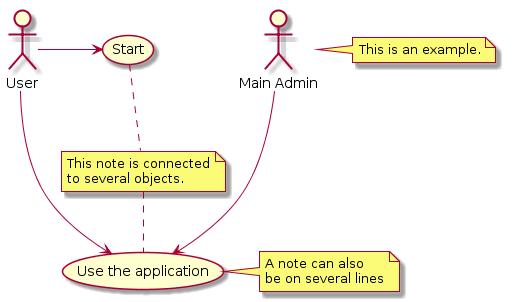 Start
This is an example.
User
Main Admin
This note is connected
to several objects.
Use the application
A note can also
be on several lines